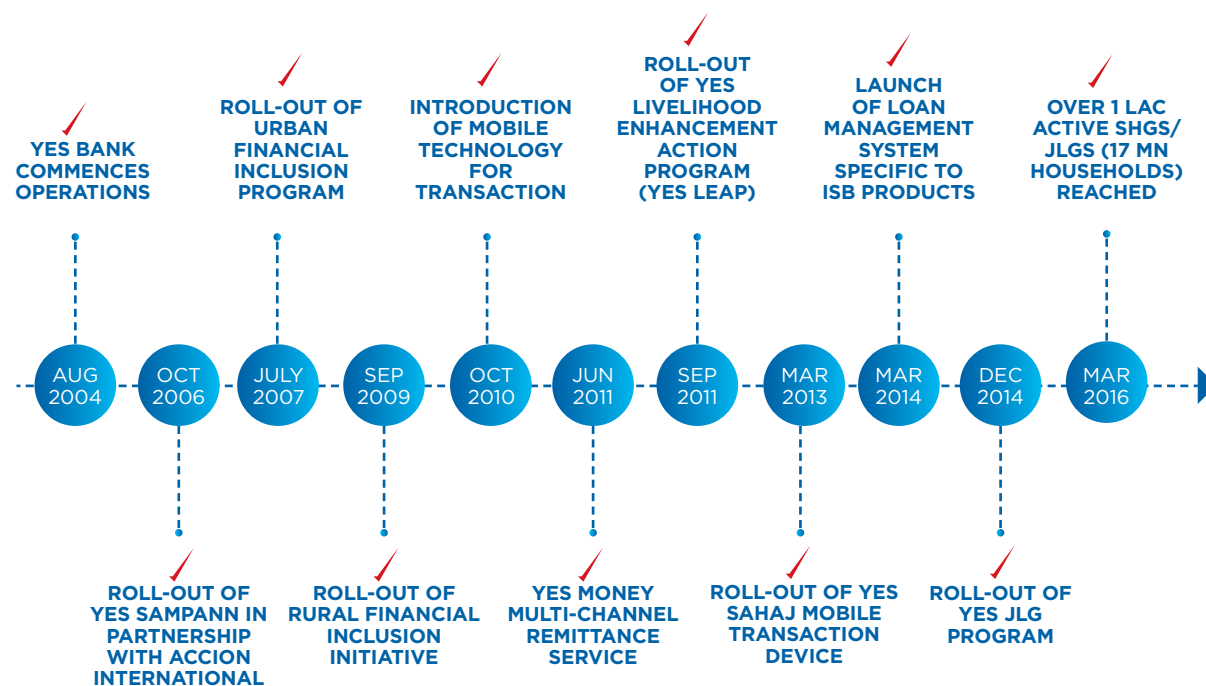 YES BANK
COMMENCES
OPERATIONS
ROLL-OUT OF
URBAN
FINANCIAL
INCLUSION
PROGRAM
INTRODUCTION
OF MOBILE
TECHNOLOGY
FOR
TRANSACTION
ROLL-OUT
OF YES
LIVELIHOOD
ENHANCEMENT
ACTION
PROGRAM
(YES LEAP)
LAUNCH
OF LOAN
MANAGEMENT
SYSTEM
SPECIFIC TO
ISB PRODUCTS
OVER 1 LAC
ACTIVE SHGS/
JLGS (17 MN
HOUSEHOLDS)
REACHED
AUG
2004
OCT
2006
JULY
2007
SEP
2009
OCT
2010
JUN
2011
SEP
2011
MAR
2013
MAR
2014
DEC
2014
MAR
2016
ROLL-OUT OF
YES SAMPANN IN
PARTNERSHIP
WITH ACCION
INTERNATIONAL
ROLL-OUT OF
RURAL FINANCIAL
INCLUSION
INITIATIVE
YES MONEY
MULTI-CHANNEL
REMITTANCE
SERVICE
ROLL-OUT OF YES
SAHAJ MOBILE
TRANSACTION
DEVICE
ROLL-OUT OF
YES JLG
PROGRAM